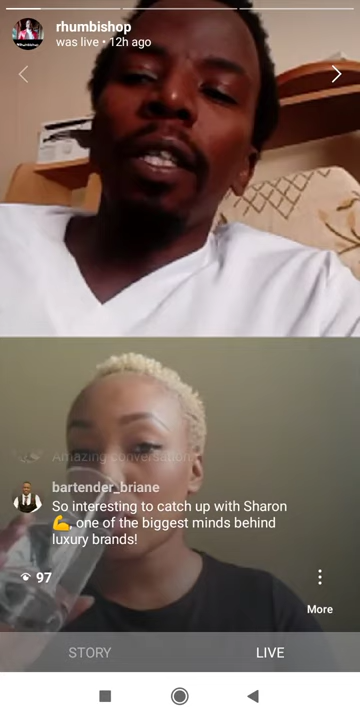 rhumbishop
was live • 12h ago
Amazing conversation
bartender_briane
So interesting to catch up with Sharon
💪, one of the biggest minds behind
luxury brands!
97
More
STORY
LIVE